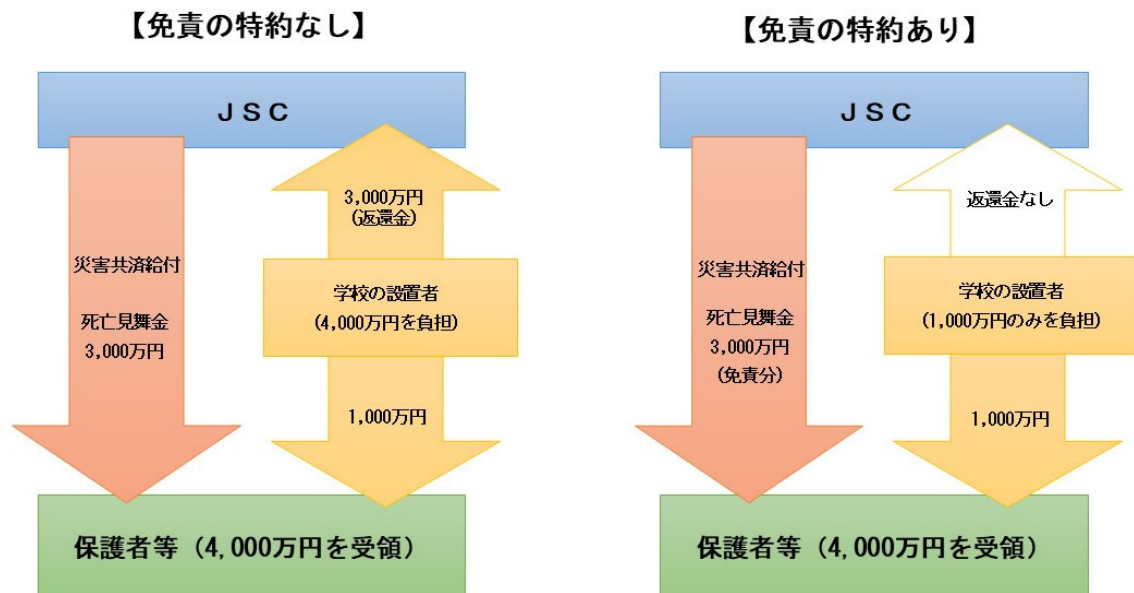 【免責の特約なし】
JSC
3,000万円
(返還金)
災害共済給付
死亡見舞金
3,000万円
学校の設置者
(4,000万円を負担)
1,000万円
保護者等（4,000万円を受領）
【免責の特約あり】
JSC
返還金なし
災害共済給付
死亡見舞金
3,000万円
(免責分)
学校の設置者
(1,000万円のみを負担)
1,000万円
保護者等（4,000万円を受領）